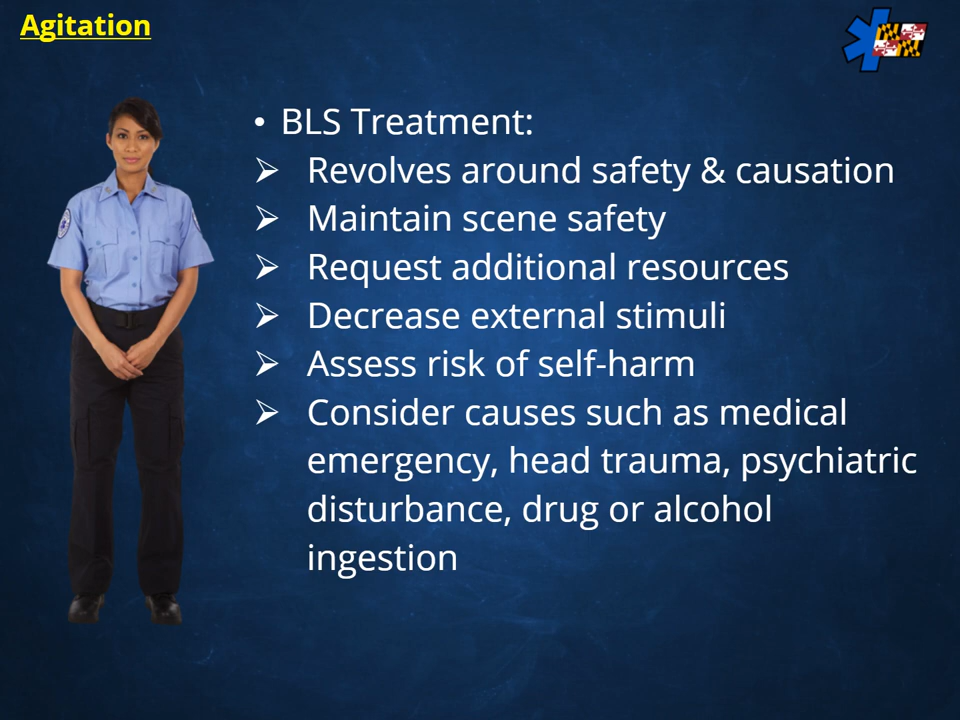 Agitation
• BLS Treatment:
➢ Revolves around safety & causation
➢ Maintain scene safety
➢ Request additional resources
➢ Decrease external stimuli
➢ Assess risk of self-harm
➢ Consider causes such as medical
emergency, head trauma, psychiatric
disturbance, drug or alcohol
ingestion